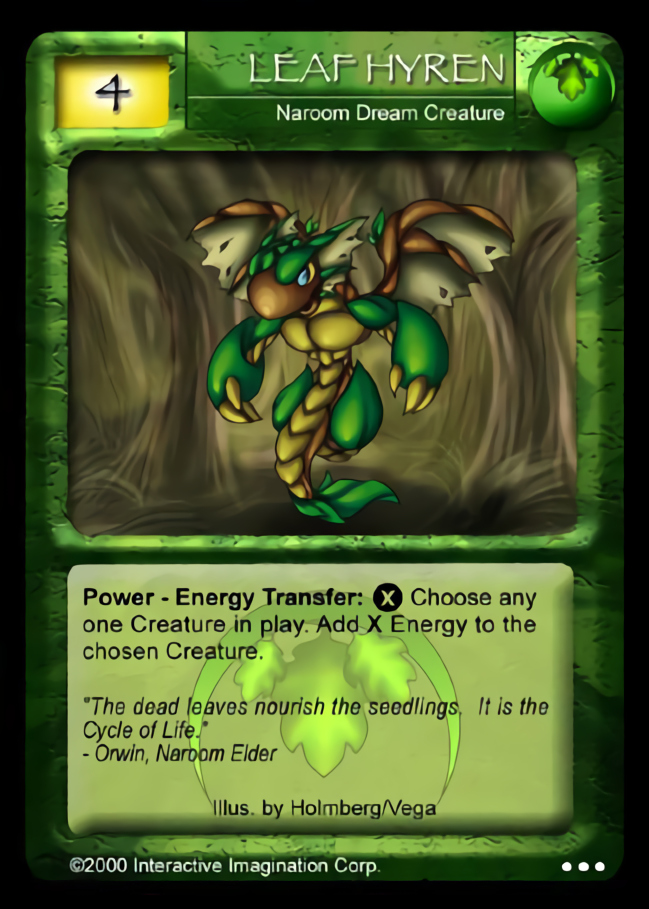 4
LEAF HYREN
Naroom Dream Creature
Power - Energy Transfer: X Choose any
one Creature in play. Add X Energy to the
chosen Creature.
"The dead leaves nourish the seedlings.  It is the
Cycle of Life."
- Orwin, Naroom Elder
Illus. by Holmberg/Vega
©2000 Interactive Imagination Corp.